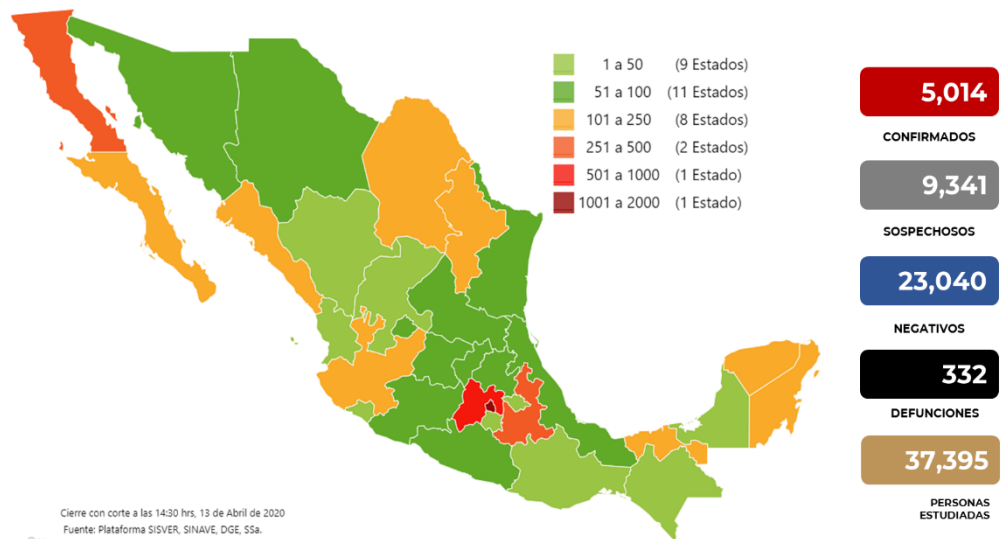 1 a 50 (9 Estados)
51 a 100 (11 Estados)
101 a 250 (8 Estados)
251 a 500 (2 Estados)
501 a 1000 (1 Estado)
1001 a 2000 (1 Estado)
5,014
CONFIRMADOS
9,341
SOSPECHOSOS
23,040
NEGATIVOS
332
DEFUNCIONES
37,395
PERSONAS
ESTUDIADAS
Cierre con corte a las 14:30 hrs, 13 de Abril de 2020
Fuente: Plataforma SISVER, SINAVE, DGE, SSa.